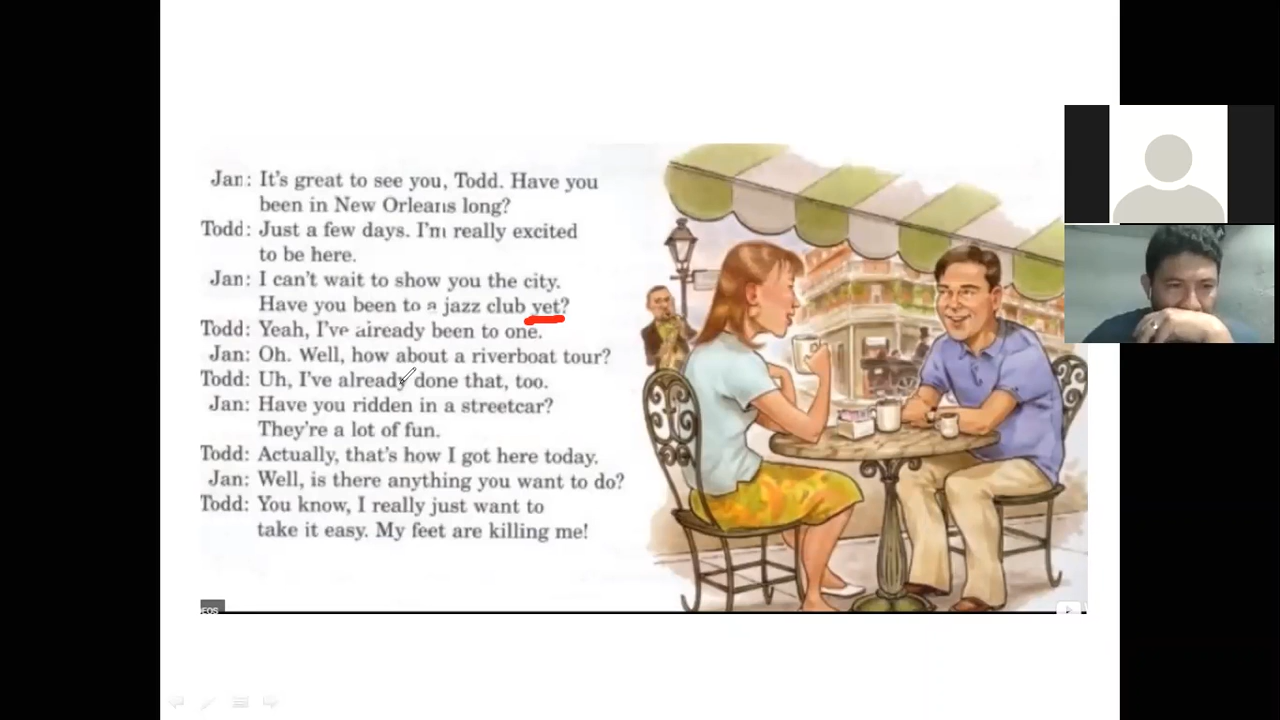 Jan: It's great to see you, Todd. Have you
been in New Orleans long?
Todd: Just a few days. I'm really excited
to be here.
Jan: I can't wait to show you the city.
Have you been to a jazz club yet?
Todd: Yeah, I've already been to one.
Jan: Oh. Well, how about a riverboat tour?
Todd: Uh, I've already done that, too.
Jan: Have you ridden in a streetcar?
They're a lot of fun.
Todd: Actually, that's how I got here today.
Jan: Well, is there anything you want to do?
Todd: You know, I really just want to
take it easy. My feet are killing me!
EOS